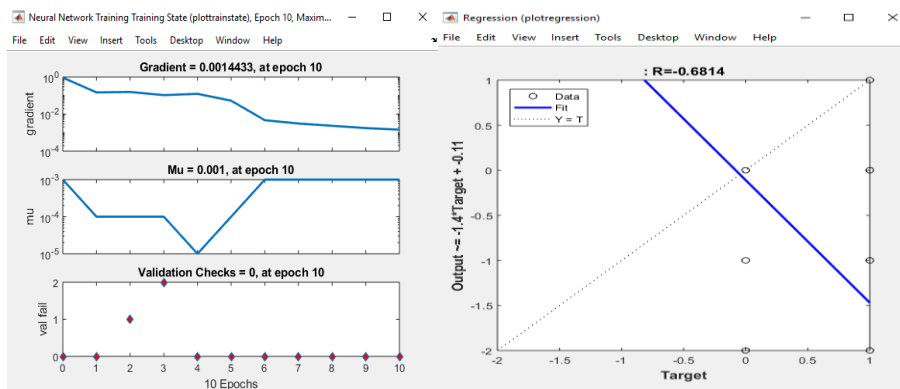 Neural Network Training Training State (plottrainstate), Epoch 10, Maxim...
File Edit View Insert Tools Desktop Window Help
Gradient = 0.0014433, at epoch 10
10^0
10^-2
10^-4
gradient
Mu = 0.001, at epoch 10
10^-3
10^-4
10^-5
mu
Validation Checks = 0, at epoch 10
2
1
0
val fail
0 1 2 3 4 5 6 7 8 9 10
10 Epochs
Regression (plotregression)
File Edit View Insert Tools Desktop Window Help
: R=-0.6814
Data
Fit
Y = T
1
0.5
0
-0.5
-1
-1.5
-2
Output ~= -1.4*Target + -0.11
-2 -1.5 -1 -0.5 0 0.5 1
Target